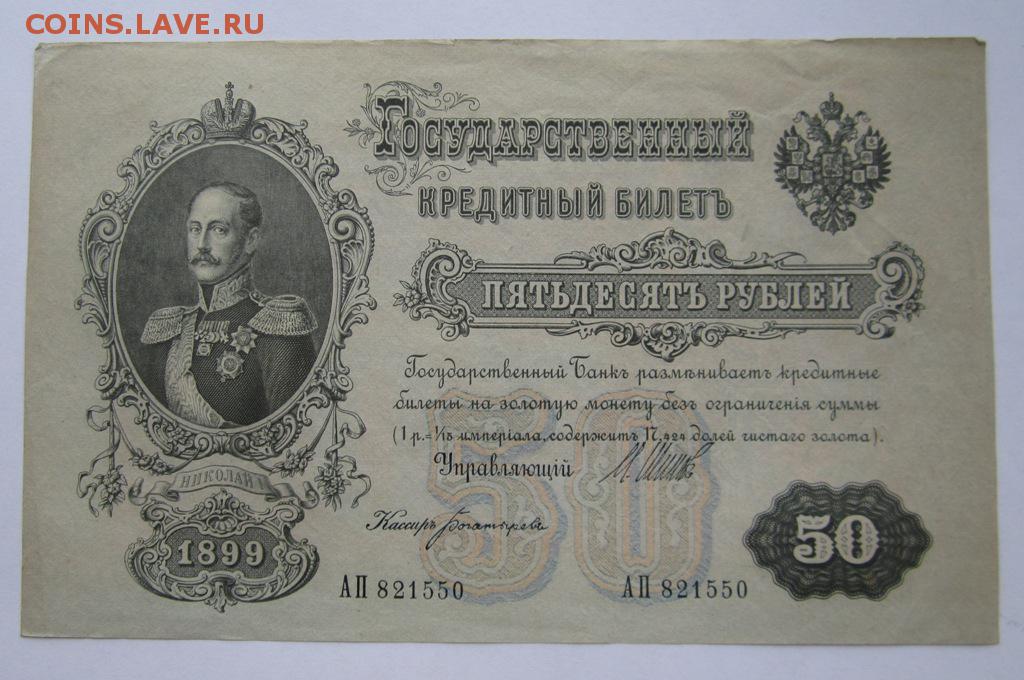 COINS.LAVE.RU
ГОСУДАРСТВЕННЫЙ
КРЕДИТНЫЙ БИЛЕТЪ
ПЯТЬДЕСЯТЪ РУБЛЕЙ
Государственный Банкъ размѣниваетъ кредитные
билеты на золотую монету безъ ограниченія суммы
(1 р.=1/15 имперіала, содержитъ 17,424 долей чистаго золота).
Управляющій
Кассиръ Богатыревъ
НИКОЛАЙ I
1899
50
50
АП 821550
АП 821550